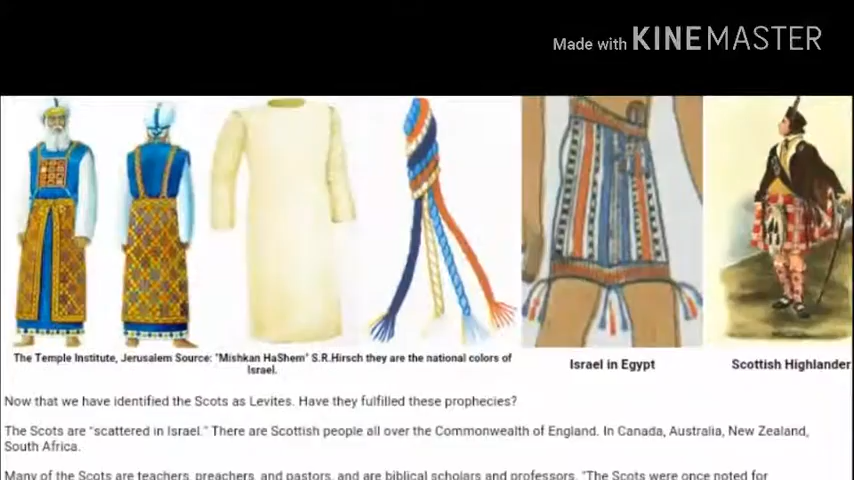 Made with KINEMASTER
The Temple Institute, Jerusalem Source: "Mishkan HaShem" S.R.Hirsch they are the national colors of
Israel.
Israel in Egypt
Scottish Highlander
Now that we have identified the Scots as Levites. Have they fulfilled these prophecies?
The Scots are "scattered in Israel." There are Scottish people all over the Commonwealth of England. In Canada, Australia, New Zealand,
South Africa.
Many of the Scots are teachers, preachers, and pastors, and are biblical scholars and professors. "The Scots were once noted for